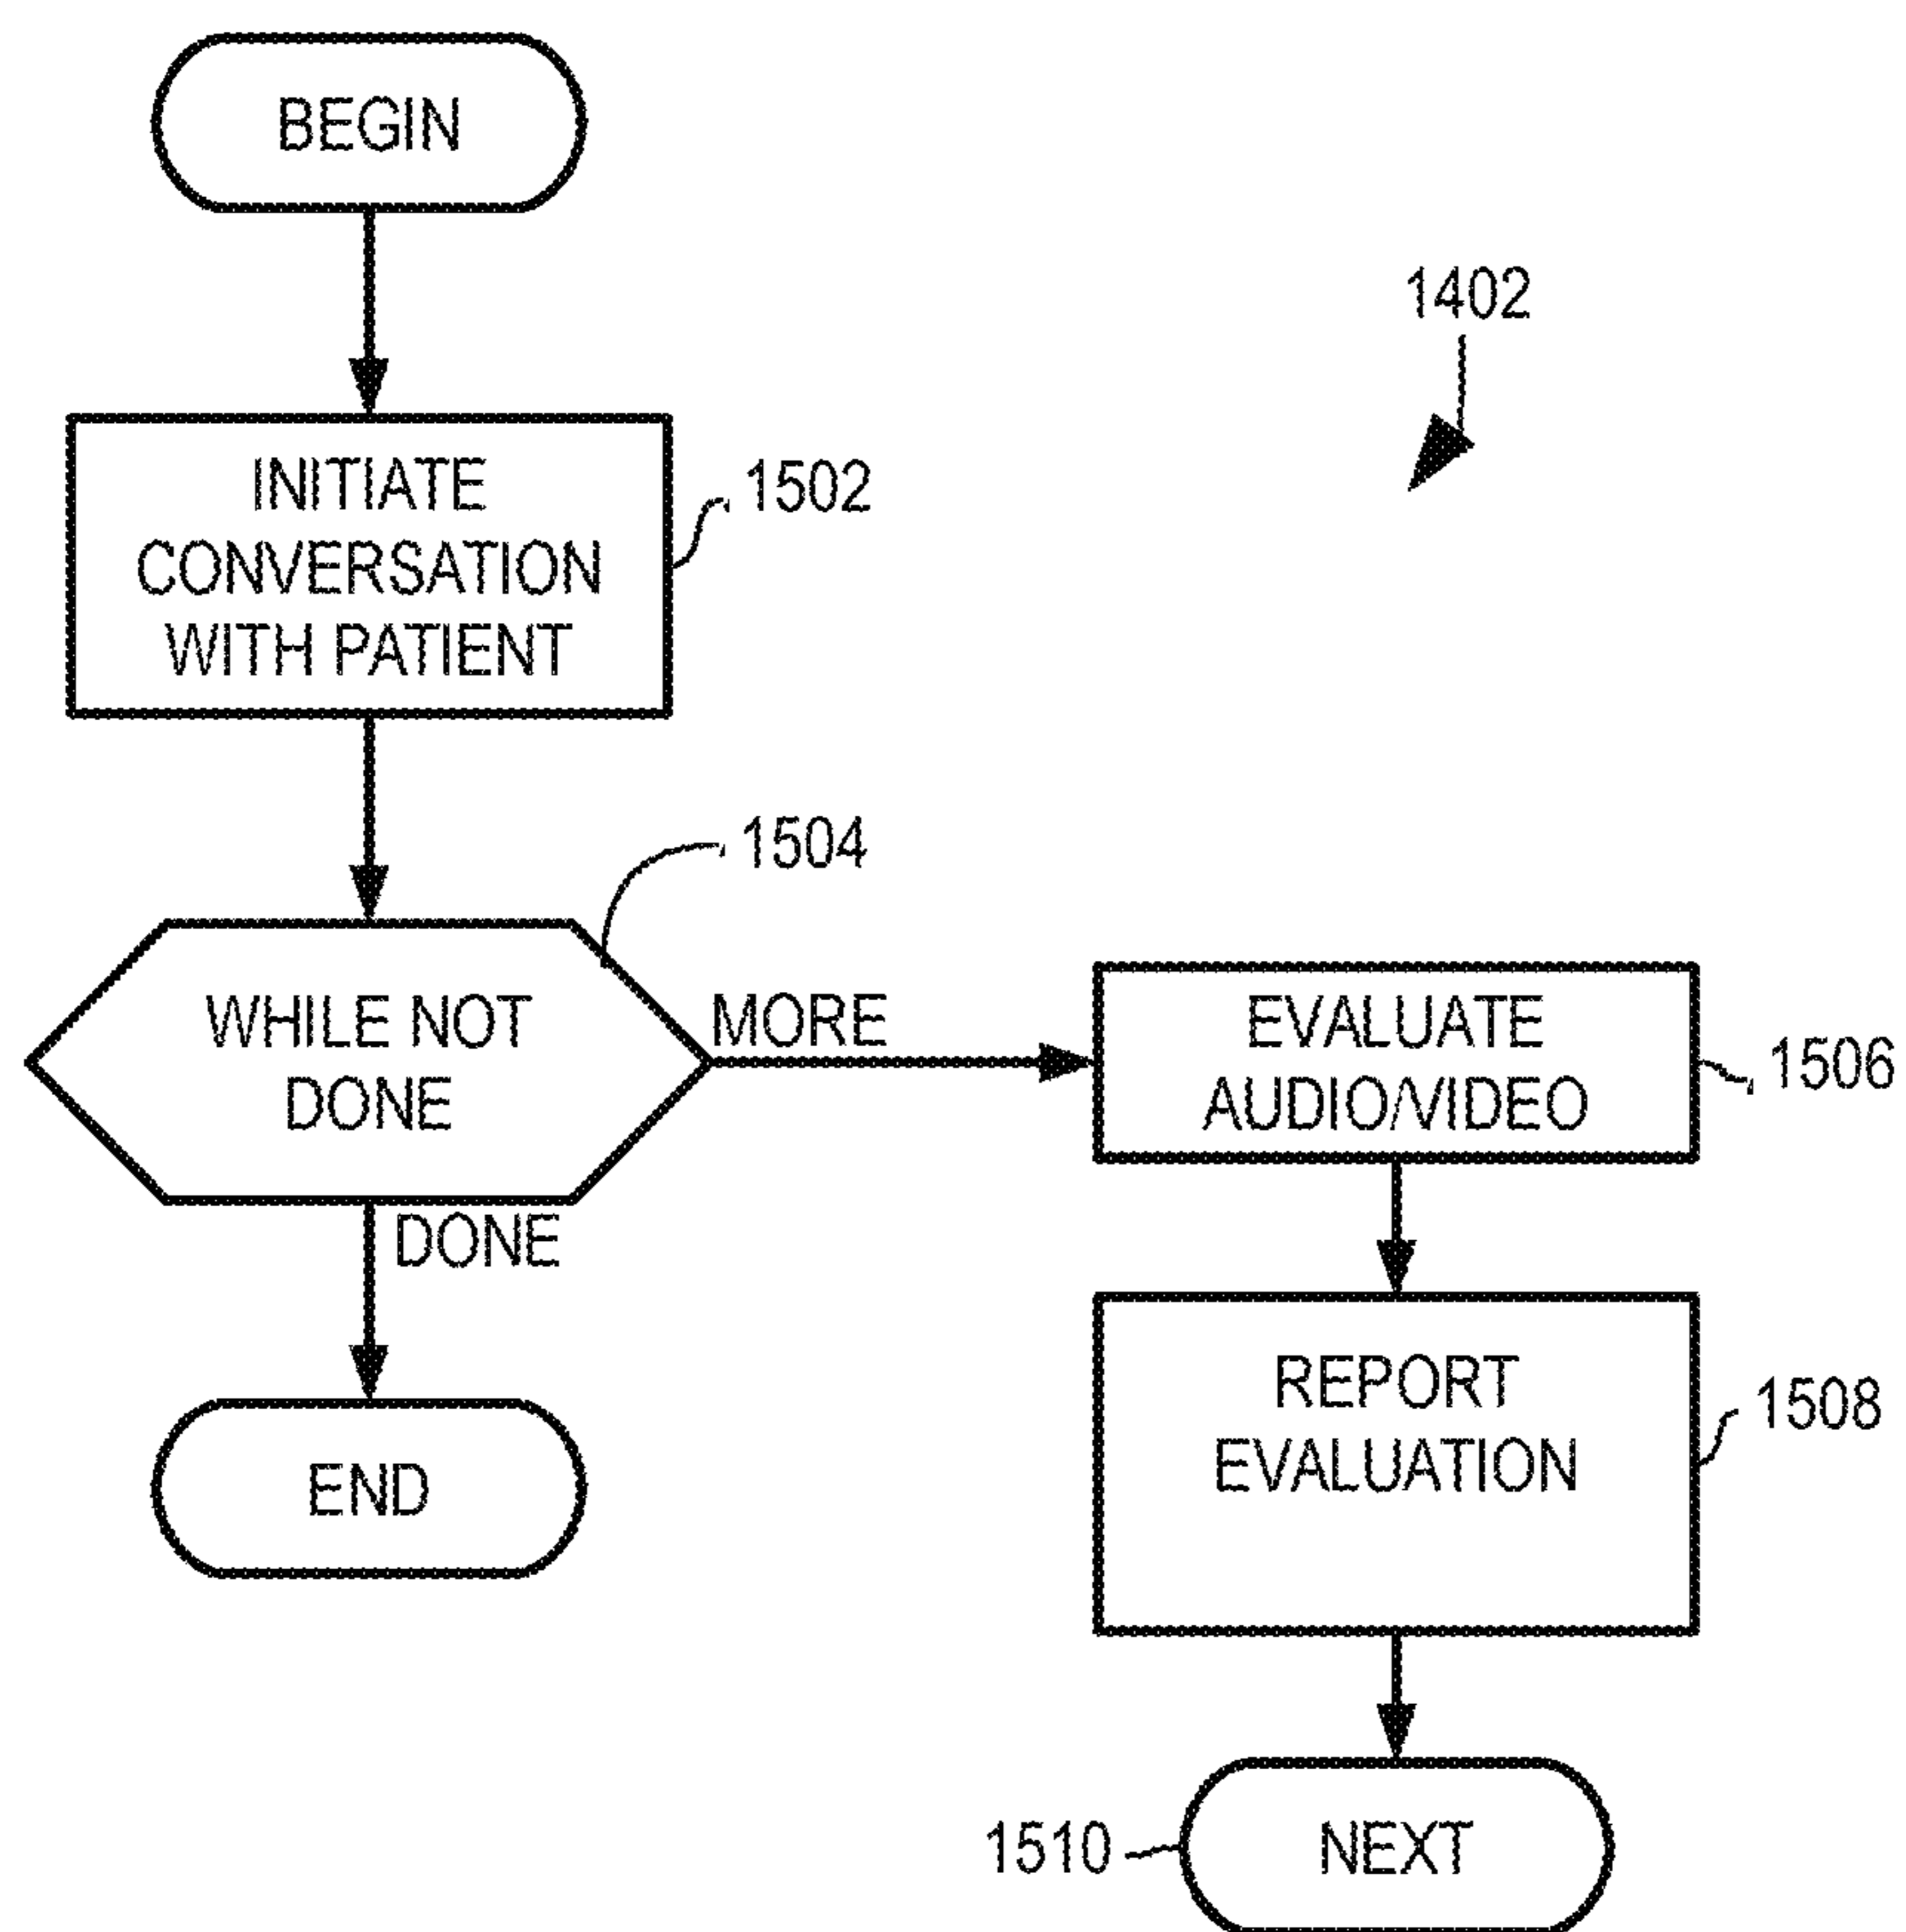 BEGIN
1402
INITIATE
CONVERSATION
WITH PATIENT
1502
1504
WHILE NOT
DONE
MORE
DONE
END
EVALUATE
AUDIO/VIDEO
1506
REPORT
EVALUATION
1508
1510
NEXT